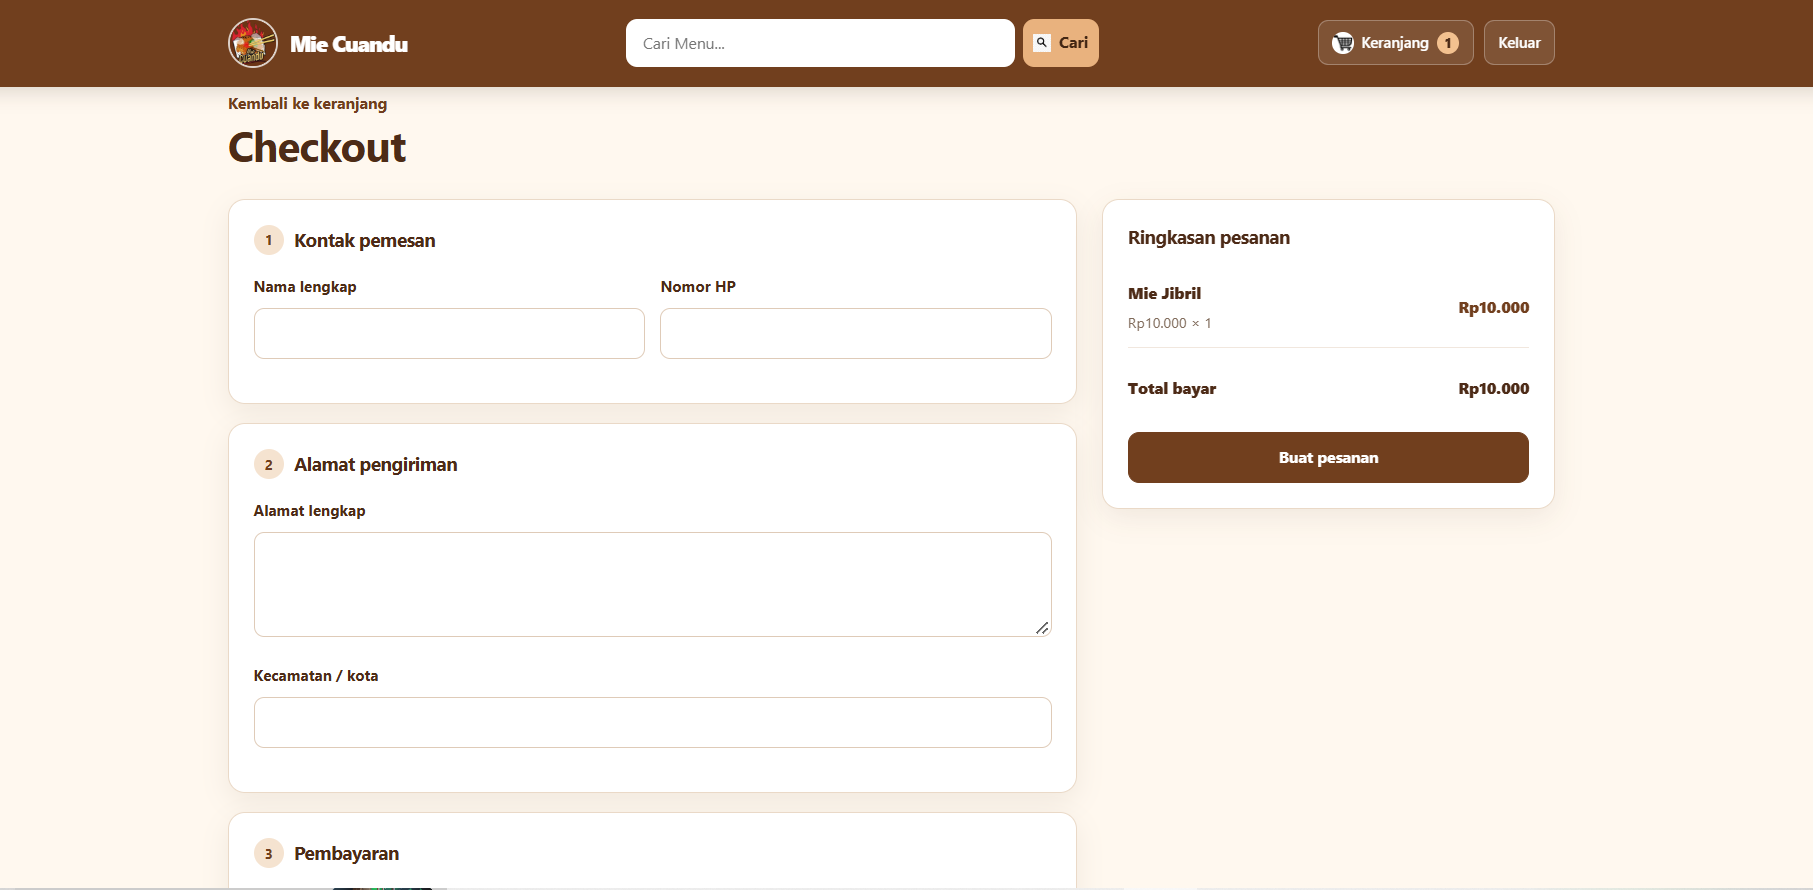 Cuandu
Mie Cuandu
Cari Menu...
Cari
Keranjang 1
Keluar
Kembali ke keranjang
Checkout
1 Kontak pemesan
Nama lengkap
Nomor HP
2 Alamat pengiriman
Alamat lengkap
Kecamatan / kota
3 Pembayaran
Ringkasan pesanan
Mie Jibril
Rp10.000 × 1
Rp10.000
Total bayar
Rp10.000
Buat pesanan